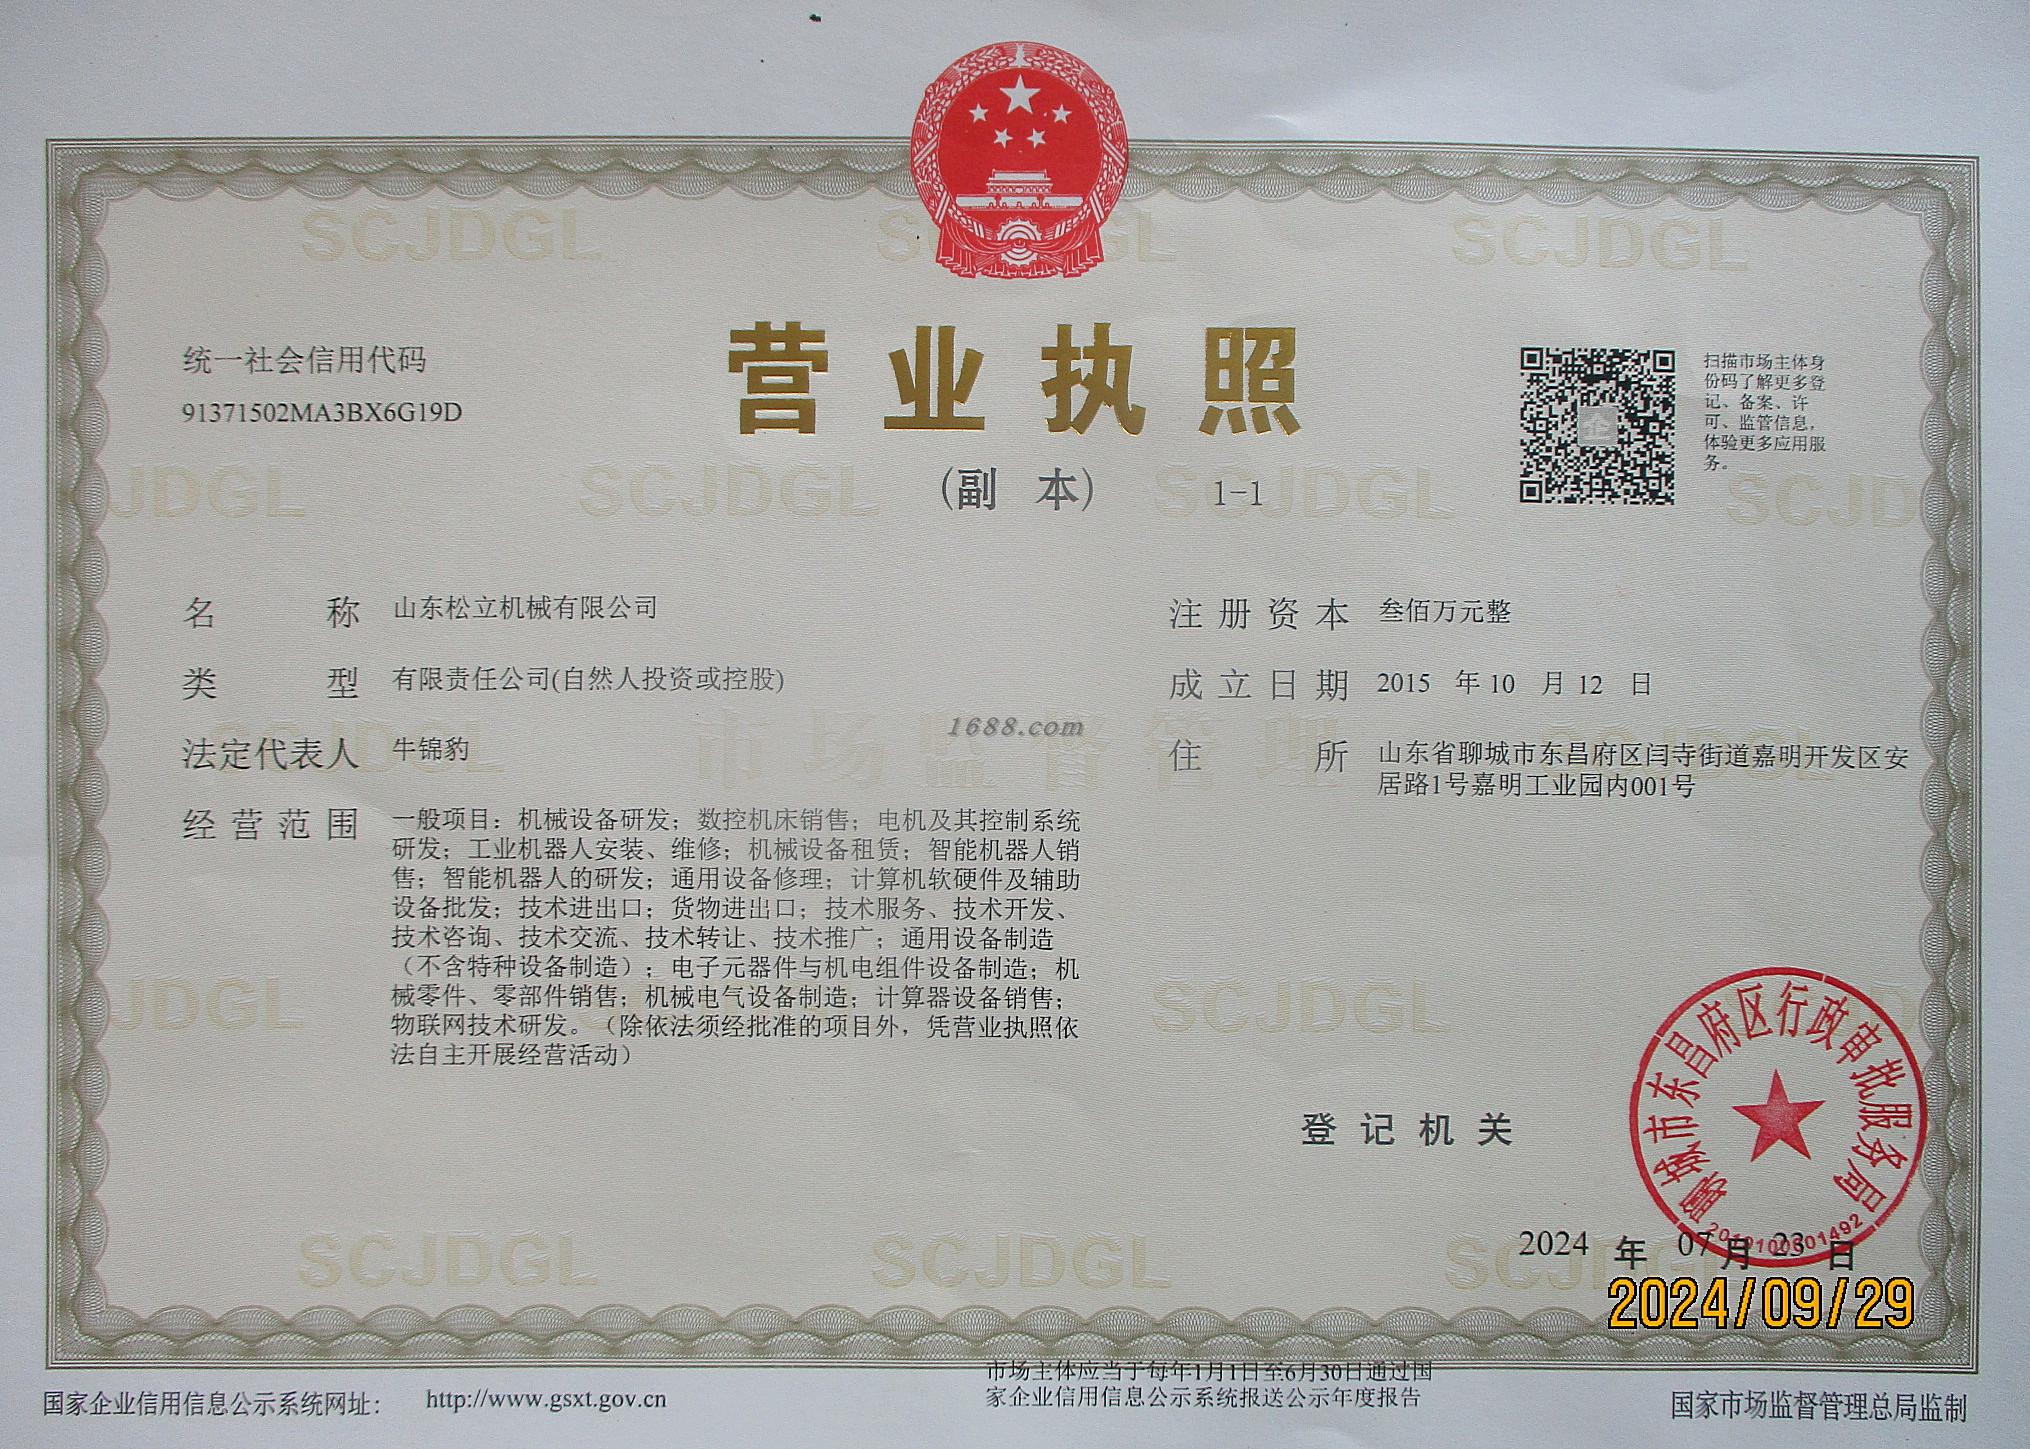 统一社会信用代码
91371502MA3BX6G19D
营业执照
(副 本) 1-1
扫描市场主体身
份码了解更多登
记、备案、许
可、监管信息，
体验更多应用服
务。
名 称 山东松立机械有限公司
类 型 有限责任公司(自然人投资或控股)
法定代表人 牛锦豹
经营范围 一般项目：机械设备研发；数控机床销售；电机及其控制系统
研发；工业机器人安装、维修；机械设备租赁；智能机器人销
售；智能机器人的研发；通用设备修理；计算机软硬件及辅助
设备批发；技术进出口；货物进出口；技术服务、技术开发、
技术咨询、技术交流、技术转让、技术推广；通用设备制造
（不含特种设备制造）；电子元器件与机电组件设备制造；机
械零件、零部件销售；机械电气设备制造；计算器设备销售；
物联网技术研发。（除依法须经批准的项目外，凭营业执照依
法自主开展经营活动）
注册资本 叁佰万元整
成立日期 2015 年 10 月 12 日
住 所 山东省聊城市东昌府区闫寺街道嘉明开发区安
居路1号嘉明工业园内001号
1688.com
SCJDGL
市场监督管理
登记机关
聊城市东昌府区行政审批服务局
2024 年 07 月 23 日
2024/09/29
国家企业信用信息公示系统网址： http://www.gsxt.gov.cn
市场主体应当于每年1月1日至6月30日通过国
家企业信用信息公示系统报送公示年度报告
国家市场监督管理总局监制